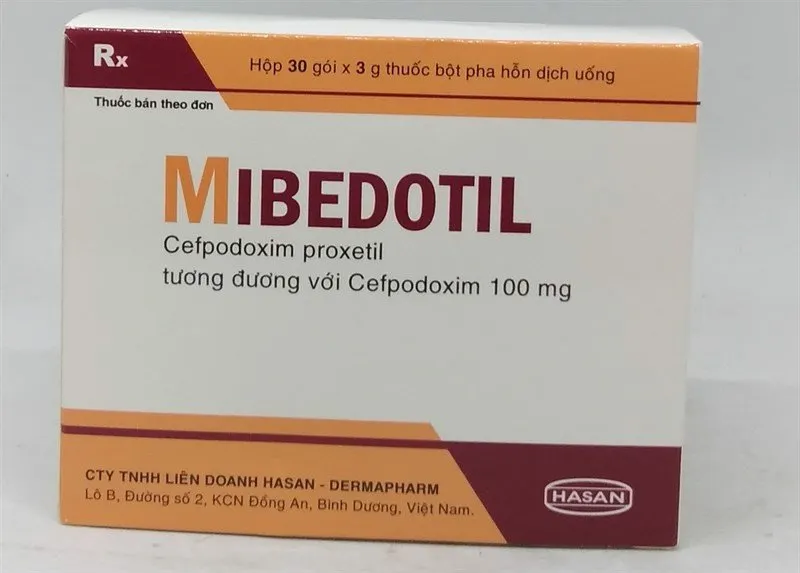 Rx
Hộp 30 gói x 3 g thuốc bột pha hỗn dịch uống
Thuốc bán theo đơn
MIBEDOTIL
Cefpodoxim proxetil
tương đương với Cefpodoxim 100 mg
CTY TNHH LIÊN DOANH HASAN - DERMAPHARM
Lô B, Đường số 2, KCN Đồng An, Bình Dương, Việt Nam.
HASAN